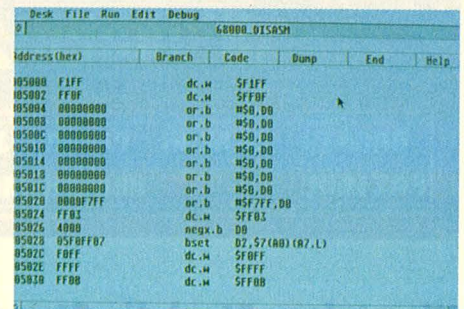 Desk File Run Edit Debug
68000_DISASM
Address(hex) Branch Code Dump End Help
005000 F1FF dc.w $F1FF
005002 FF0F dc.w $FF0F
005004 00000000 or.b #$0,D0
005008 00000000 or.b #$0,D0
00500C 00000000 or.b #$0,D0
005010 00000000 or.b #$0,D0
005014 00000000 or.b #$0,D0
005018 00000000 or.b #$0,D0
00501C 00000000 or.b #$0,D0
005020 0000F7FF or.b #$F7FF,D0
005024 FF03 dc.w $FF03
005026 4000 negx.b D0
005028 05F0FF07 bset D2,$7(A0)(A7.L)
00502C F0FF dc.w $F0FF
00502E FFFF dc.w $FFFF
005030 FF0B dc.w $FF0B